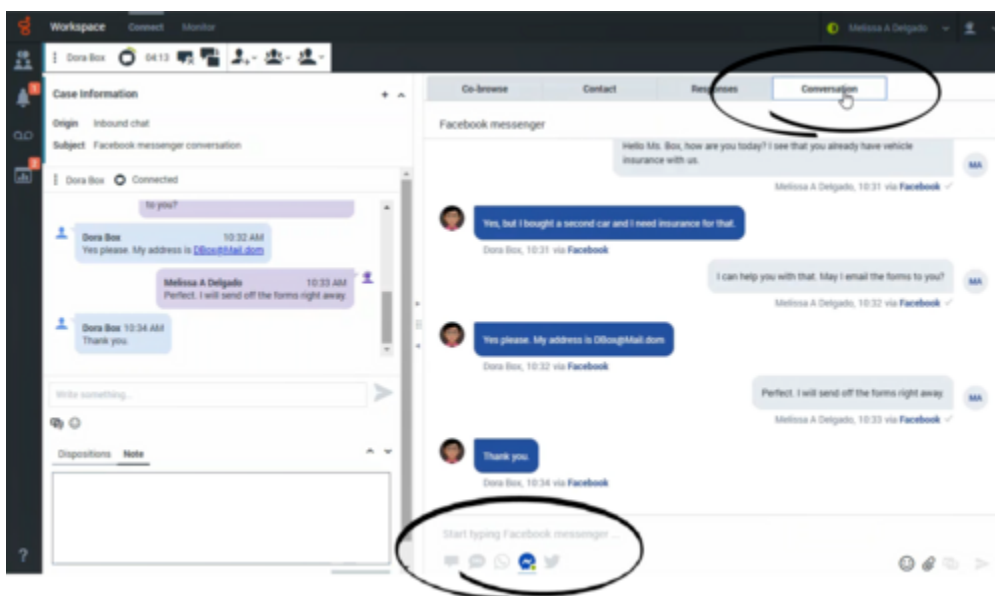 Workspace Connect Monitor
Melissa A Delgado
Dora Box 04:13
Case Information
Origin Inbound chat
Subject Facebook messenger conversation
Dora Box Connected
to you?
Dora Box 10:32 AM
Yes please. My address is DBox@Mail.dom
Melissa A Delgado 10:33 AM
Perfect. I will send off the forms right away.
Dora Box 10:34 AM
Thank you.
Write something...
Dispositions Note
?
Co-browse Contact Responses Conversation
Facebook messenger
Hello Ms. Box, how are you today? I see that you already have vehicle
insurance with us.
MA
Melissa A Delgado, 10:31 via Facebook
Yes, but I bought a second car and I need insurance for that.
Dora Box, 10:31 via Facebook
I can help you with that. May I email the forms to you?
MA
Melissa A Delgado, 10:32 via Facebook
Yes please. My address is DBox@Mail.dom
Dora Box, 10:32 via Facebook
Perfect. I will send off the forms right away.
MA
Melissa A Delgado, 10:33 via Facebook
Thank you.
Dora Box, 10:34 via Facebook
Start typing Facebook messenger ...